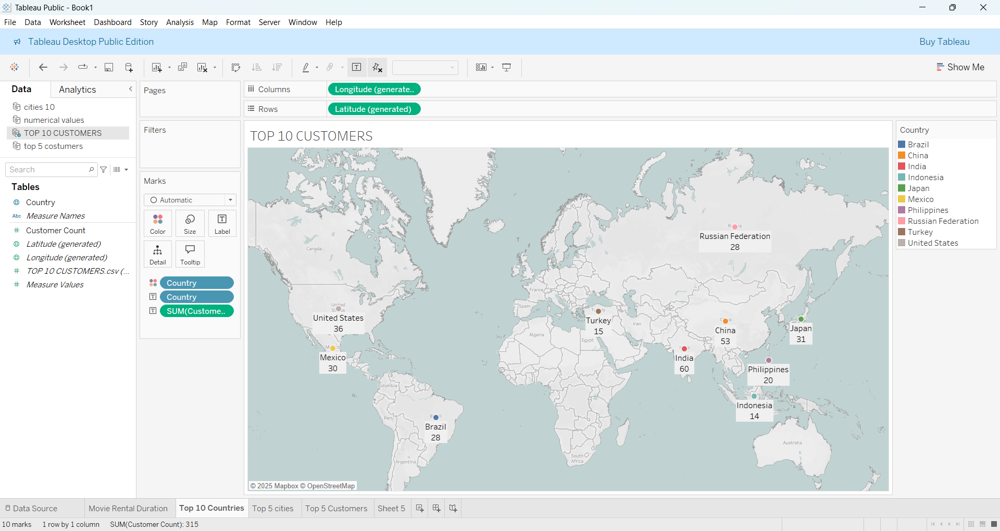 Tableau Public - Book1
File Data Worksheet Dashboard Story Analysis Map Format Server Window Help
Tableau Desktop Public Edition
Buy Tableau
Show Me
Data
Analytics
cities 10
numerical values
TOP 10 CUSTOMERS
top 5 costumers
Search
Tables
Country
Abc Measure Names
Customer Count
Latitude (generated)
Longitude (generated)
TOP 10 CUSTOMERS.csv (...
Measure Values
Pages
Filters
Marks
Automatic
Color Size Label
Detail Tooltip
Country
Country
SUM(Custome..
Columns
Longitude (generate..
Rows
Latitude (generated)
TOP 10 CUSTOMERS
Russian Federation
28
Canada
France
Spain
United States
36
Turkey
15
China
53
Japan
31
Iran
Algeria
Egypt
Mexico
30
India
60
Philippines
20
Colombia
Indonesia
14
Peru
Brazil
28
Australia
South
Africa
Argentina
© 2025 Mapbox © OpenStreetMap
Country
Brazil
China
India
Indonesia
Japan
Mexico
Philippines
Russian Federation
Turkey
United States
Data Source
Movie Rental Duration
Top 10 Countries
Top 5 cities
Top 5 Customers
Sheet 5
10 marks
1 row by 1 column
SUM(Customer Count): 315